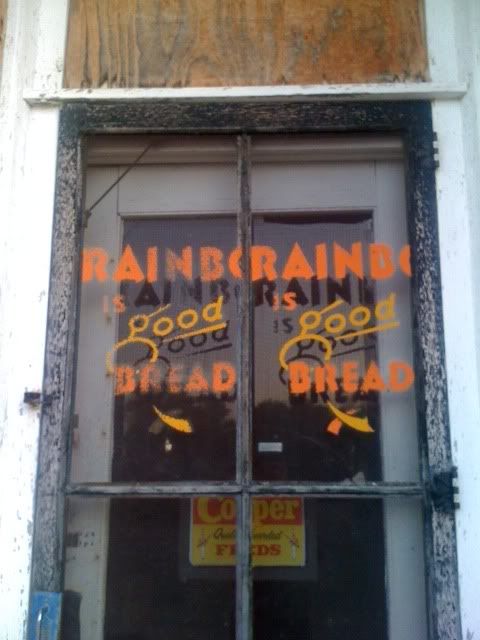 RAINBO
IS
good
BREAD
RAINBO
IS
good
BREAD
Cooper
FEEDS